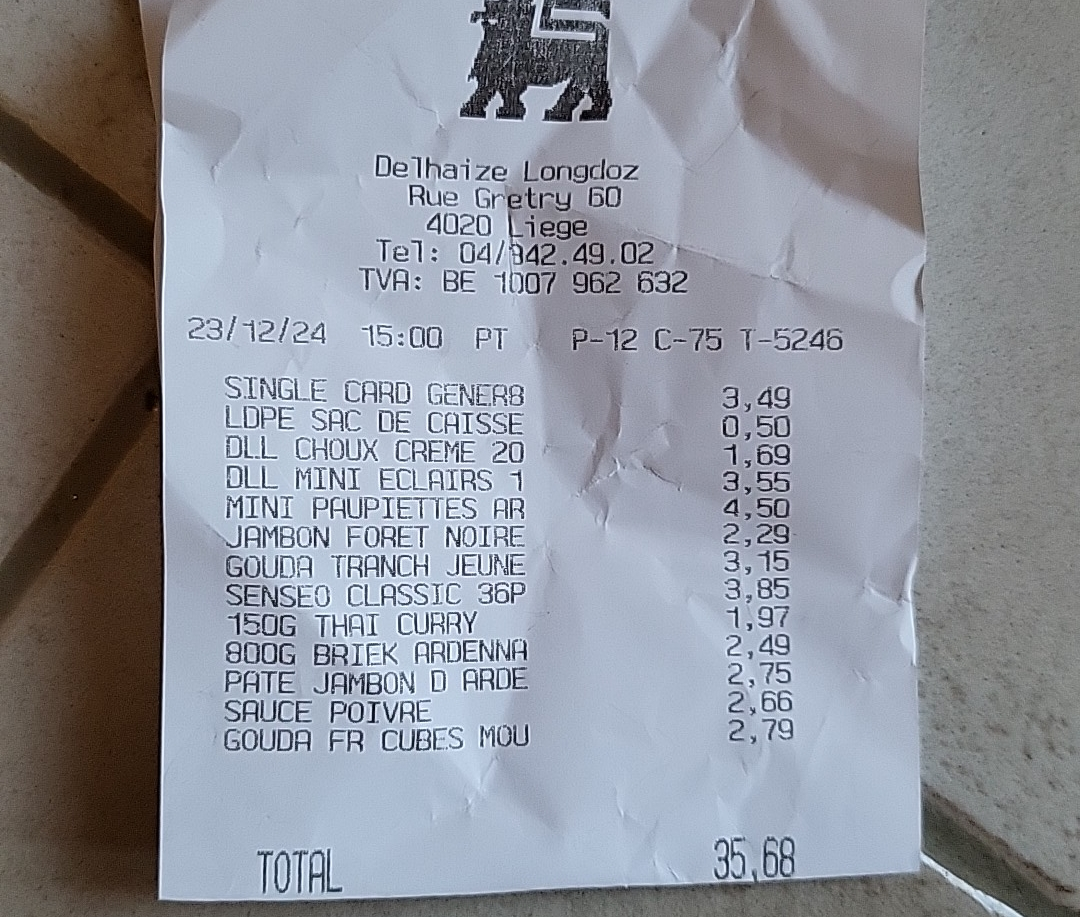 Delhaize Longdoz
Rue Gretry 60
4020 Liege
Tel: 04/342.49.02
TVA: BE 1007 962 632
23/12/24 15:00 PT P-12 C-75 T-5246
SINGLE CARD GENER8 3,49
LDPE SAC DE CAISSE 0,50
DLL CHOUX CREME 20 1,69
DLL MINI ECLAIRS 1 3,55
MINI PAUPIETTES AR 4,50
JAMBON FORET NOIRE 2,29
GOUDA TRANCH JEUNE 3,15
SENSEO CLASSIC 36P 3,85
150G THAI CURRY 1,97
800G BRIEK ARDENNA 2,49
PATE JAMBON D ARDE 2,75
SAUCE POIVRE 2,66
GOUDA FR CUBES MOU 2,79
TOTAL 35,68